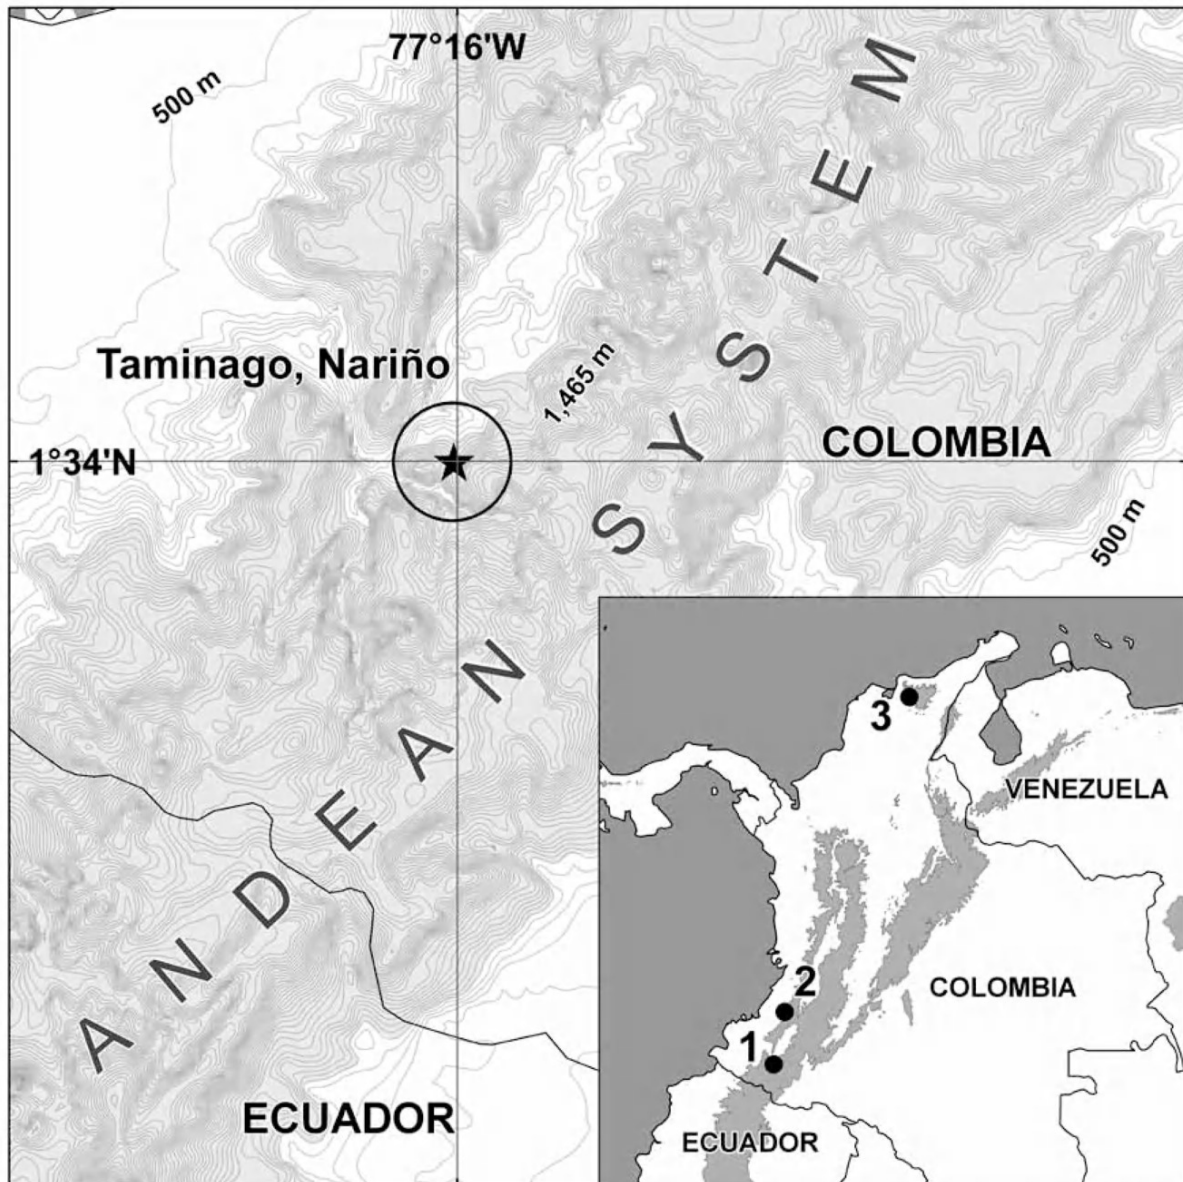 77°16'W
500 m
Taminago, Nariño
1,465 m
1°34'N
COLOMBIA
500 m
ANDEAN SYSTEM
ECUADOR
3
VENEZUELA
2
COLOMBIA
1
ECUADOR